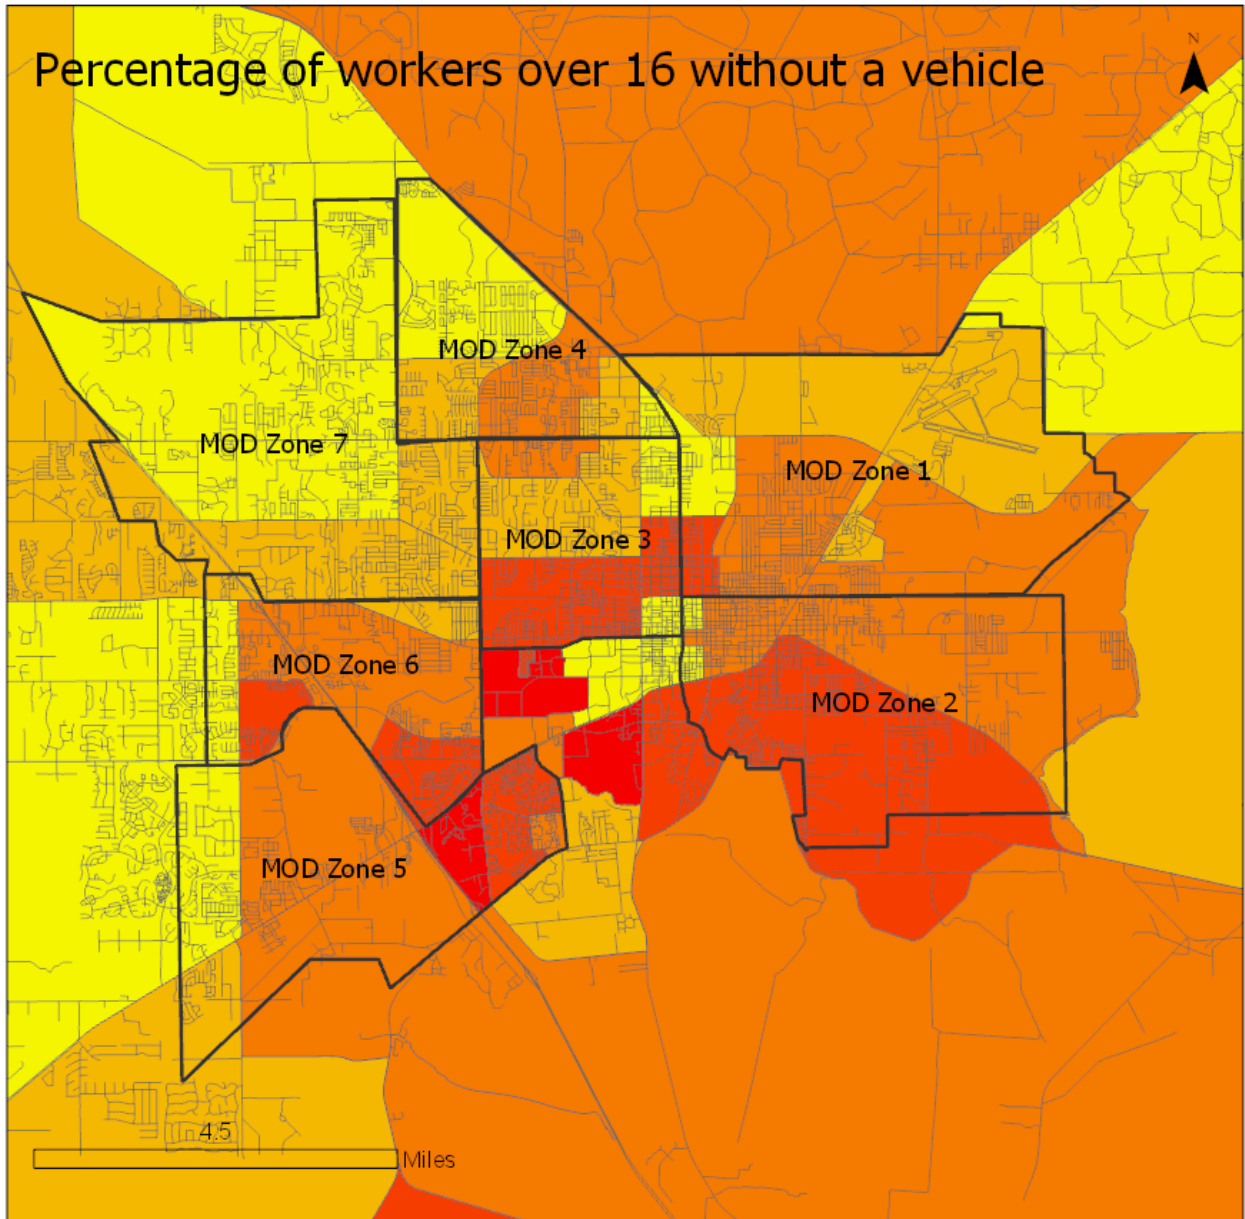 Percentage of workers over 16 without a vehicle
N
MOD Zone 4
MOD Zone 7
MOD Zone 1
MOD Zone 3
MOD Zone 6
MOD Zone 2
MOD Zone 5
4.5
Miles